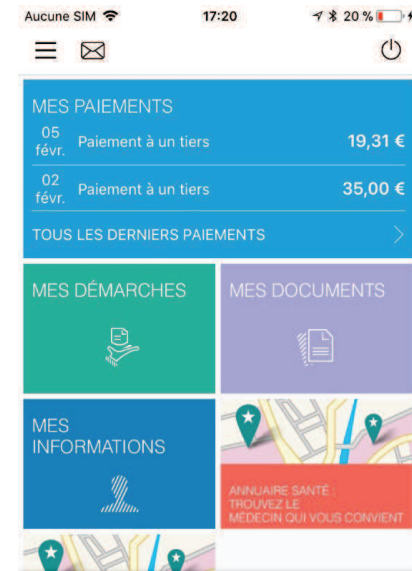 Aucune SIM 17:20 20 %
MES PAIEMENTS
05 févr. Paiement à un tiers 19,31 €
02 févr. Paiement à un tiers 35,00 €
TOUS LES DERNIERS PAIEMENTS
MES DÉMARCHES
MES DOCUMENTS
MES
INFORMATIONS
ANNUAIRE SANTÉ :
TROUVEZ LE
MÉDECIN QUI VOUS CONVIENT